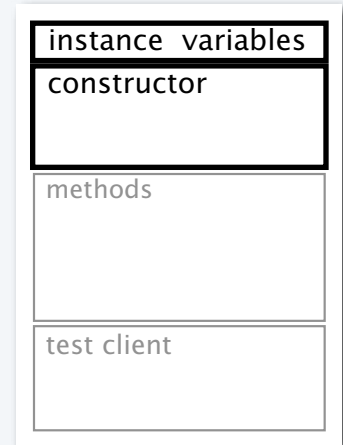 instance variables
constructor
methods
test client